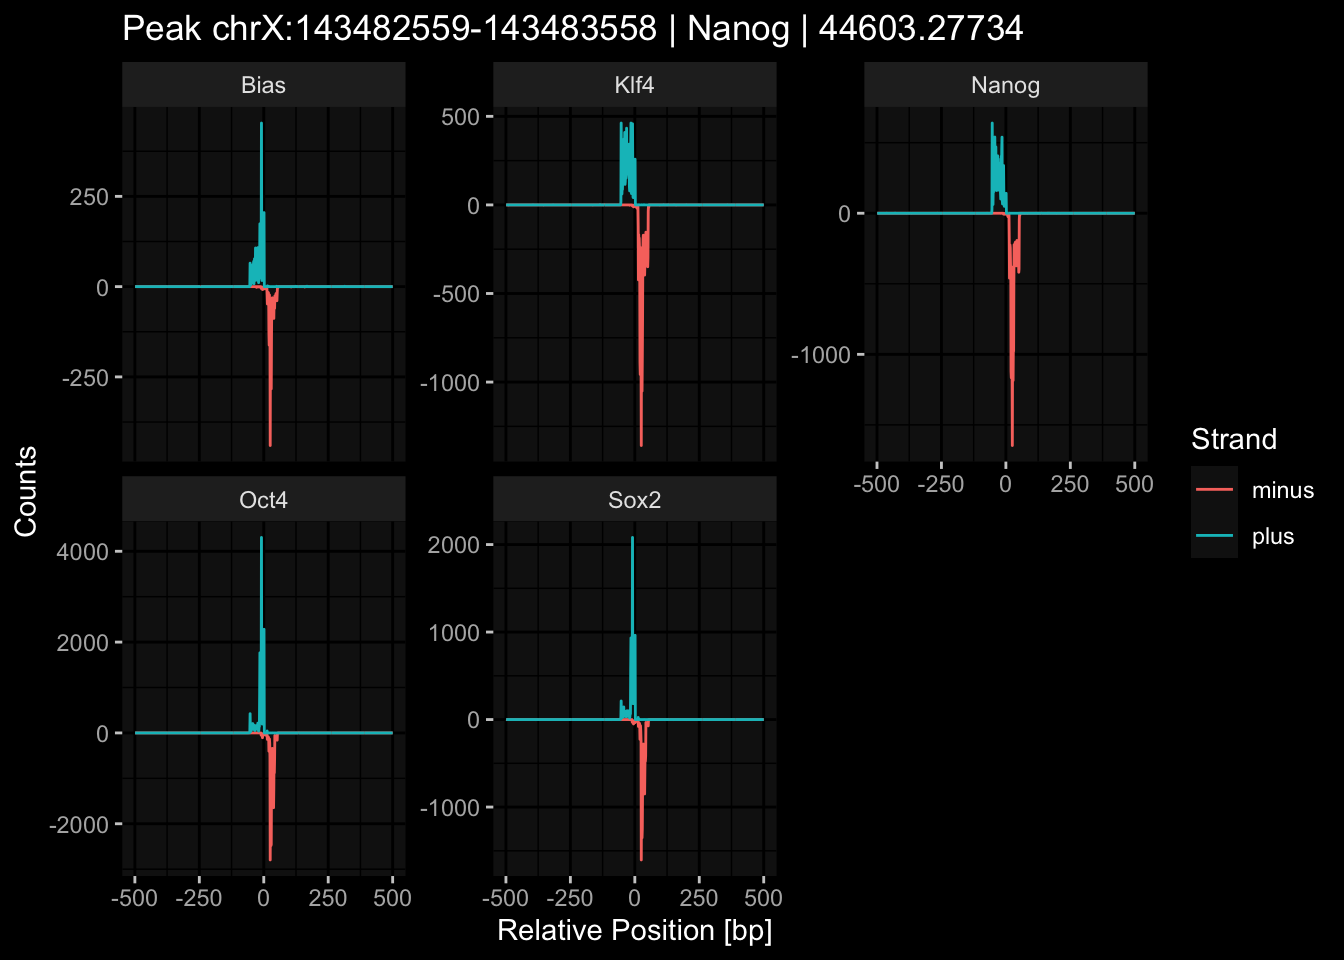 Peak chrX:143482559-143483558 | Nanog | 44603.27734
Bias
Klf4
Nanog
250
0
-250
500
0
-500
-1000
0
-1000
-500 -250 0 250 500
Oct4
Sox2
4000
2000
0
-2000
2000
1000
0
-1000
-500 -250 0 250 500
-500 -250 0 250 500
Relative Position [bp]
Counts
Strand
minus
plus